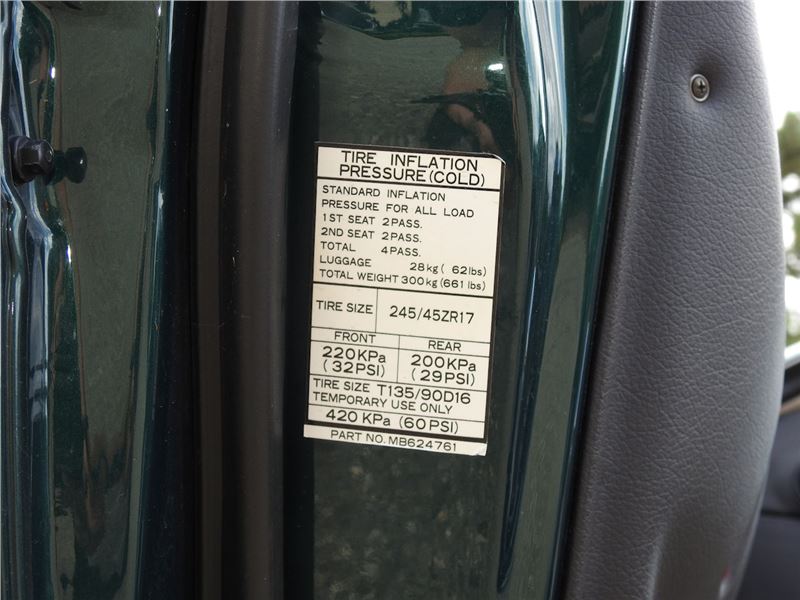 TIRE INFLATION
PRESSURE(COLD)
STANDARD INFLATION
PRESSURE FOR ALL LOAD
1ST SEAT 2PASS.
2ND SEAT 2PASS.
TOTAL 4PASS.
LUGGAGE 28kg ( 62lbs)
TOTAL WEIGHT 300kg (661 lbs)
TIRE SIZE 245/45ZR17
FRONT REAR
220KPa 200KPa
(32PSI) (29PSI)
TIRE SIZE T135/90D16
TEMPORARY USE ONLY
420 KPa (60PSI)
PART NO. MB624761